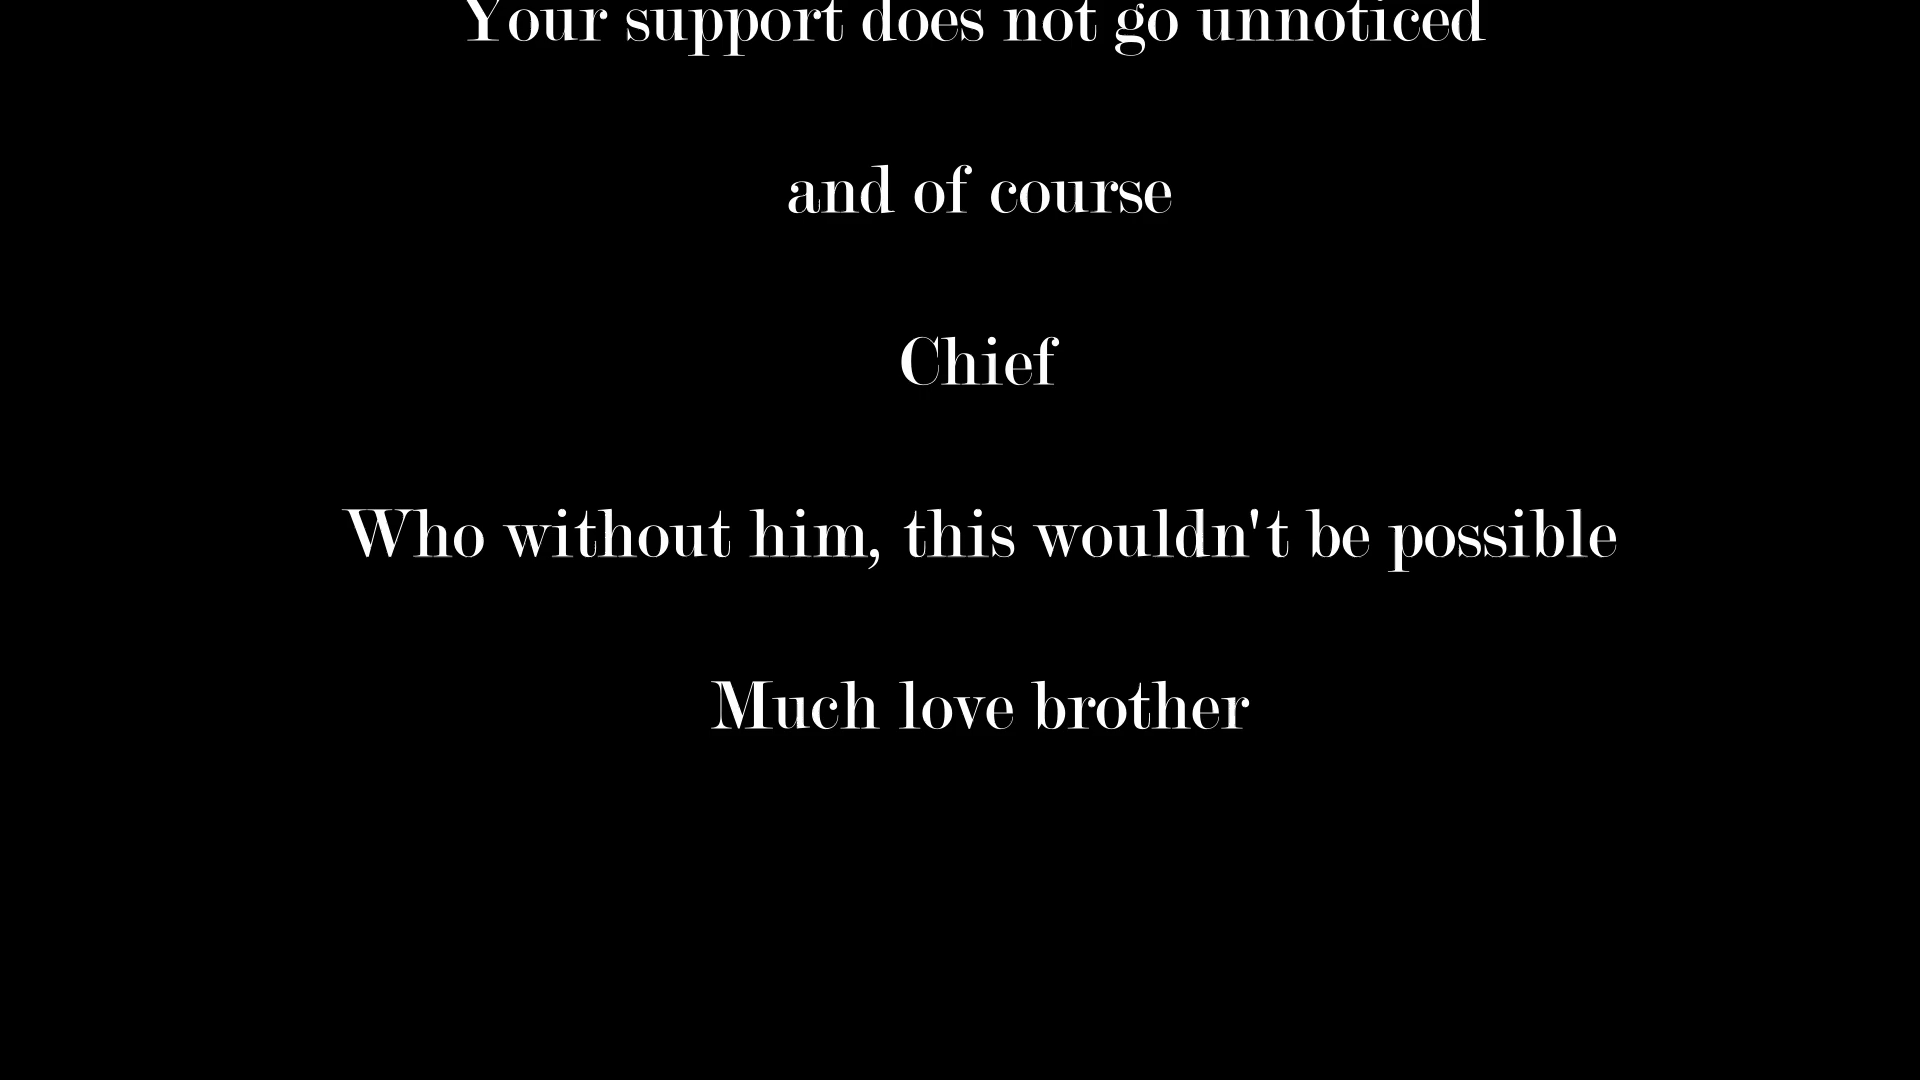 Your support does not go unnoticed
and of course
Chief
Who without him, this wouldn't be possible
Much love brother